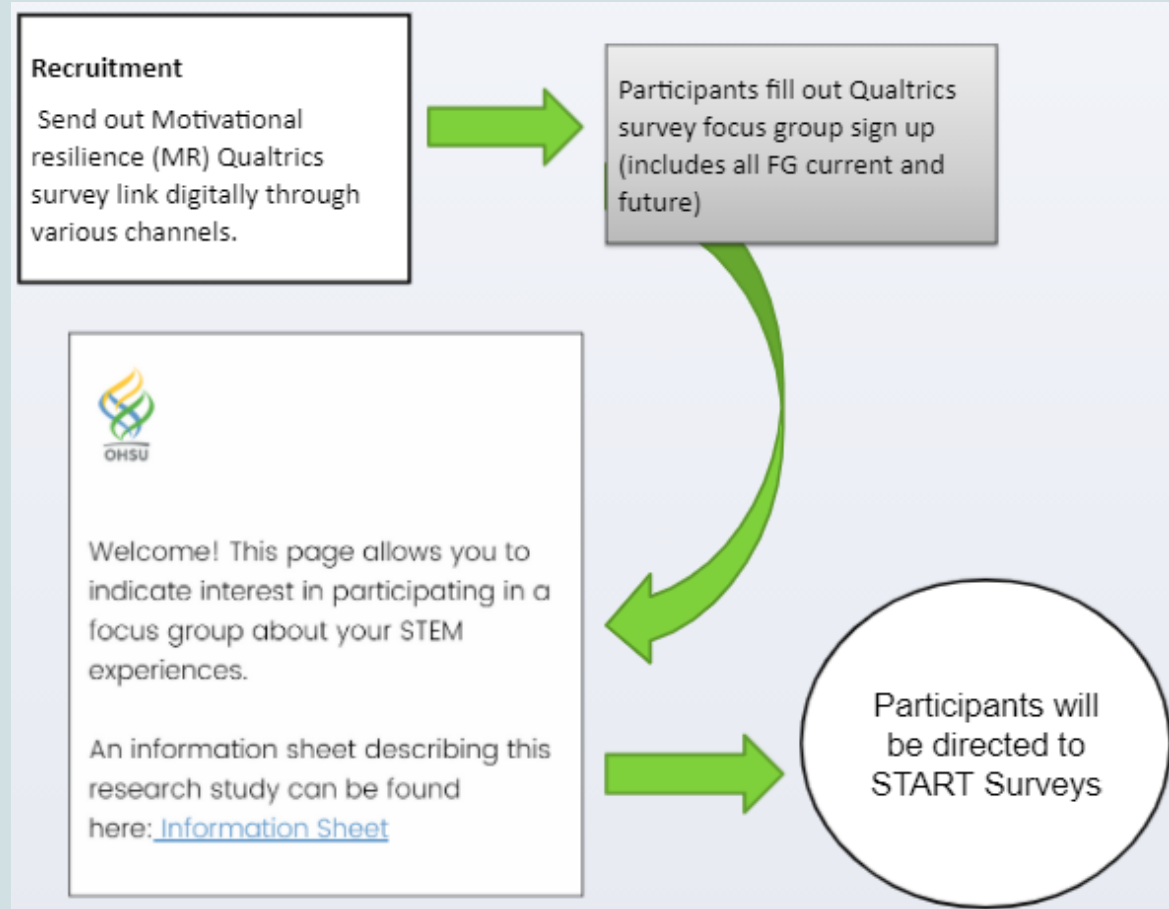 Recruitment
Send out Motivational
resilience (MR) Qualtrics
survey link digitally through
various channels.
Participants fill out Qualtrics
survey focus group sign up
(includes all FG current and
future)
OHSU
Welcome! This page allows you to
indicate interest in participating in a
focus group about your STEM
experiences.
An information sheet describing this
research study can be found
here: Information Sheet
Participants will
be directed to
START Surveys